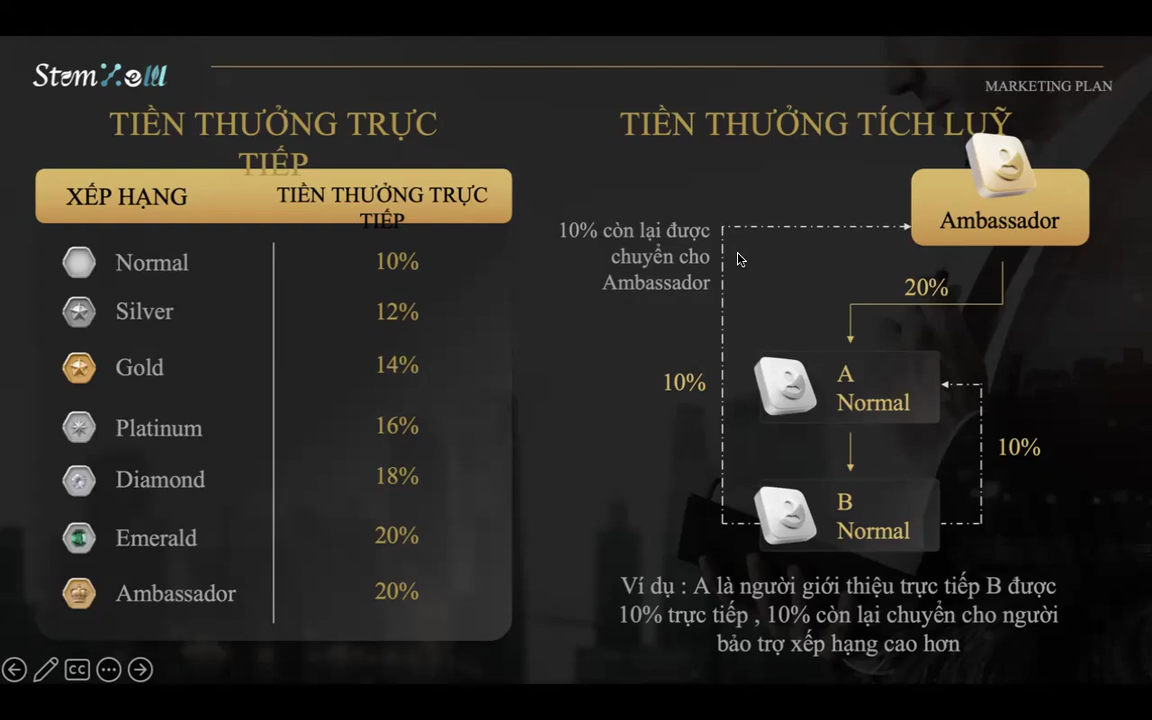 StemXell
MARKETING PLAN
TIỀN THƯỞNG TRỰC
TIẾP
XẾP HẠNG
TIỀN THƯỞNG TRỰC
TIẾP
Normal 10%
Silver 12%
Gold 14%
Platinum 16%
Diamond 18%
Emerald 20%
Ambassador 20%
TIỀN THƯỞNG TÍCH LUỸ
Ambassador
10% còn lại được
chuyển cho
Ambassador
20%
10%
A
Normal
10%
B
Normal
Ví dụ : A là người giới thiệu trực tiếp B được
10% trực tiếp , 10% còn lại chuyển cho người
bảo trợ xếp hạng cao hơn
CC